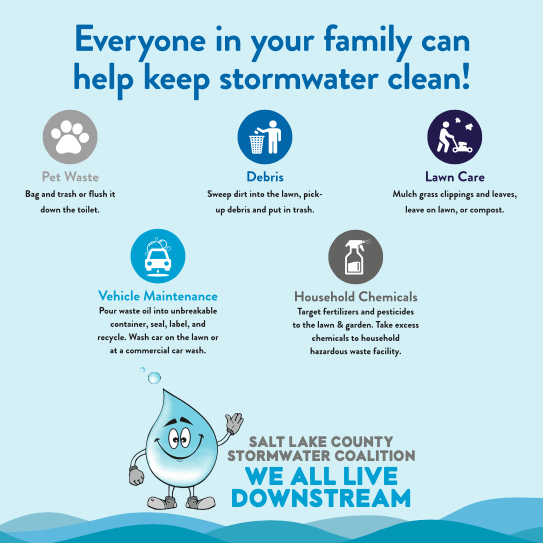 Everyone in your family can
help keep stormwater clean!
Pet Waste
Bag and trash or flush it
down the toilet.
Debris
Sweep dirt into the lawn, pick-
up debris and put in trash.
Lawn Care
Mulch grass clippings and leaves,
leave on lawn, or compost.
Vehicle Maintenance
Pour waste oil into unbreakable
container, seal, label, and
recycle. Wash car on the lawn or
at a commercial car wash.
Household Chemicals
Target fertilizers and pesticides
to the lawn & garden. Take excess
chemicals to household
hazardous waste facility.
SALT LAKE COUNTY
STORMWATER COALITION
WE ALL LIVE
DOWNSTREAM